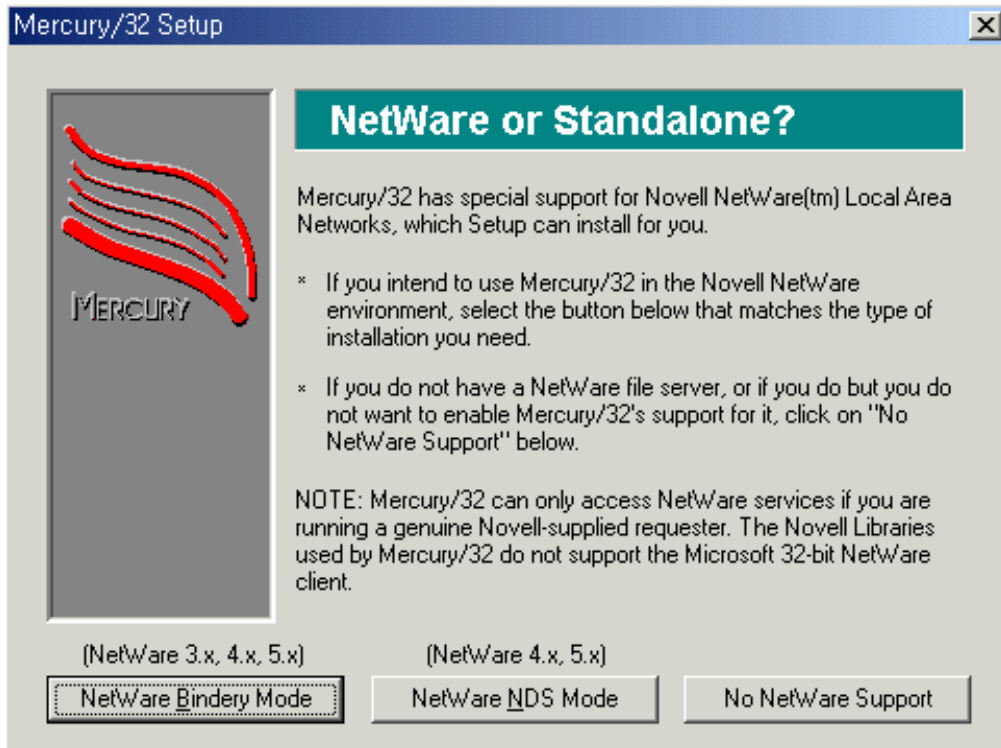 Mercury/32 Setup
NetWare or Standalone?
MERCURY
Mercury/32 has special support for Novell NetWare(tm) Local Area
Networks, which Setup can install for you.
* If you intend to use Mercury/32 in the Novell NetWare
environment, select the button below that matches the type of
installation you need.
* If you do not have a NetWare file server, or if you do but you do
not want to enable Mercury/32's support for it, click on "No
NetWare Support" below.
NOTE: Mercury/32 can only access NetWare services if you are
running a genuine Novell-supplied requester. The Novell Libraries
used by Mercury/32 do not support the Microsoft 32-bit NetWare
client.
(NetWare 3.x, 4.x, 5.x)
(NetWare 4.x, 5.x)
NetWare Bindery Mode
NetWare NDS Mode
No NetWare Support